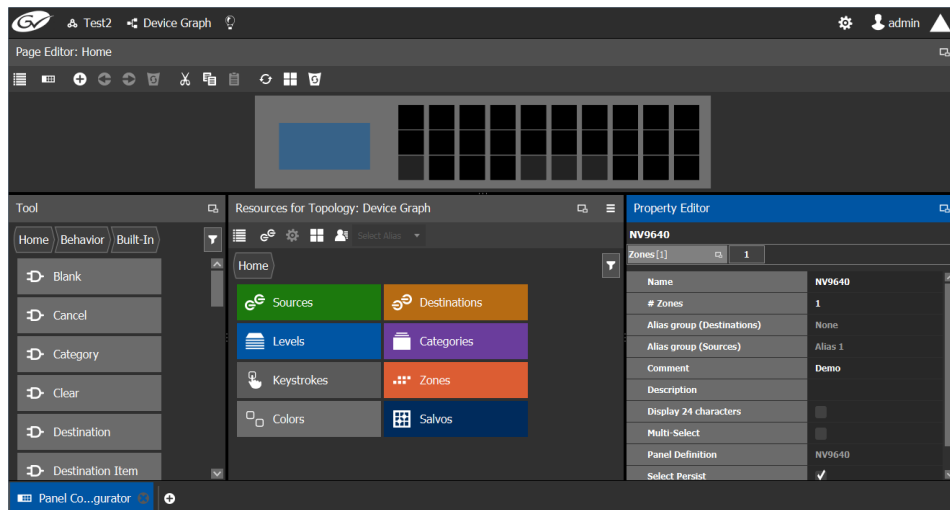 GV Test2 Device Graph admin
Page Editor: Home
Tool
Home Behavior Built-In
Blank
Cancel
Category
Clear
Destination
Destination Item
Resources for Topology: Device Graph
Select Alias
Home
Sources Destinations
Levels Categories
Keystrokes Zones
Colors Salvos
Property Editor
NV9640
Zones [1] 1
Name NV9640
# Zones 1
Alias group (Destinations) None
Alias group (Sources) Alias 1
Comment Demo
Description
Display 24 characters
Multi-Select
Panel Definition NV9640
Select Persist
Panel Co...gurator